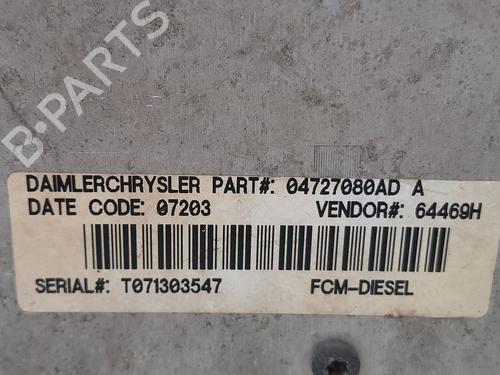 B-PARTS
DAIMLERCHRYSLER PART#: 04727080AD A
DATE CODE: 07203 VENDOR#: 64469H
SERIAL#: T071303547 FCM-DIESEL